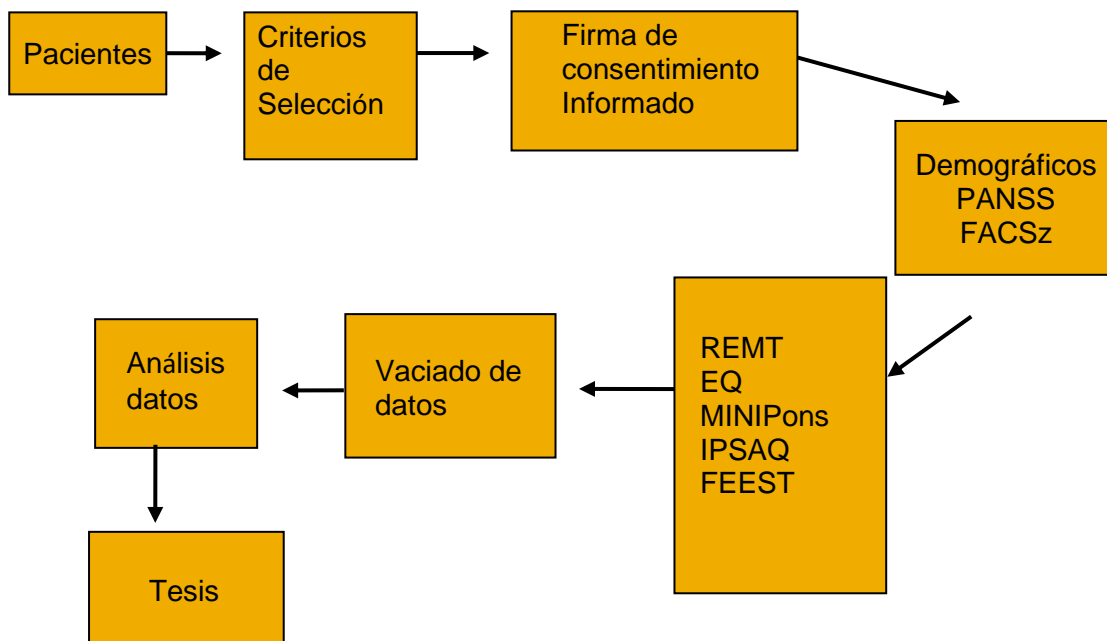 Pacientes
Criterios
de
Selección
Firma de
consentimiento
Informado
Demográficos
PANSS
FACSz
REMT
EQ
MINIPons
IPSAQ
FEEST
Vaciado de
datos
Análisis
datos
Tesis